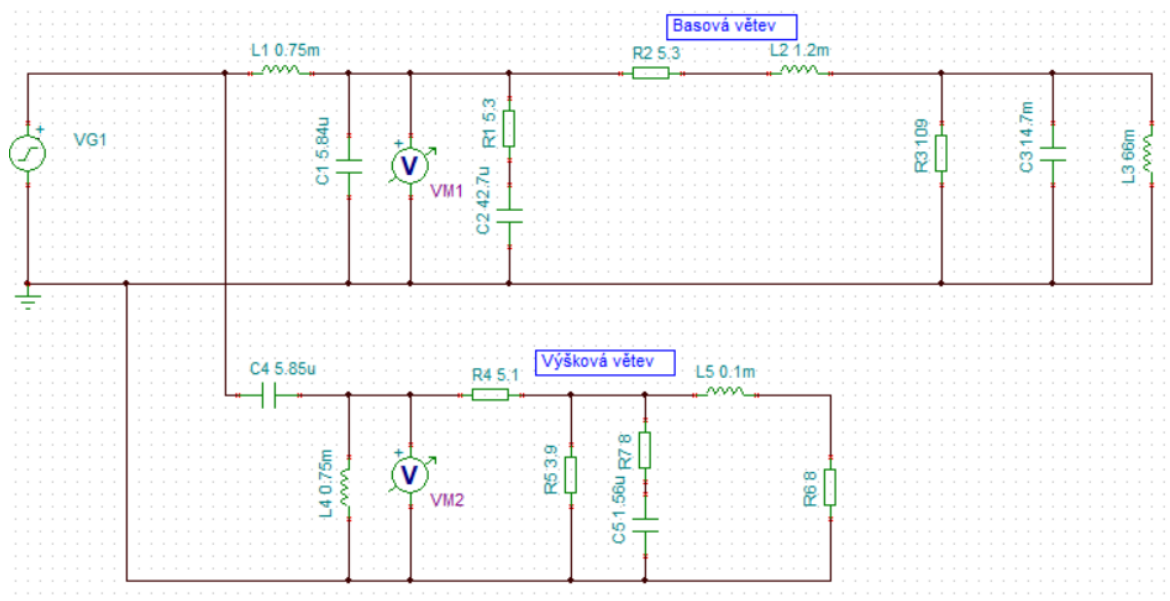 Basová větev
L1 0.75m
R2 5.3
L2 1.2m
+
VG1
C1 5.84u
+
V
VM1
R1 5.3
C2 42.7u
R3 109
C3 14.7m
L3 66m
Výšková větev
C4 5.85u
R4 5.1
L5 0.1m
L4 0.75m
+
V
VM2
R5 3.9
R7 8
C5 1.56u
R6 8